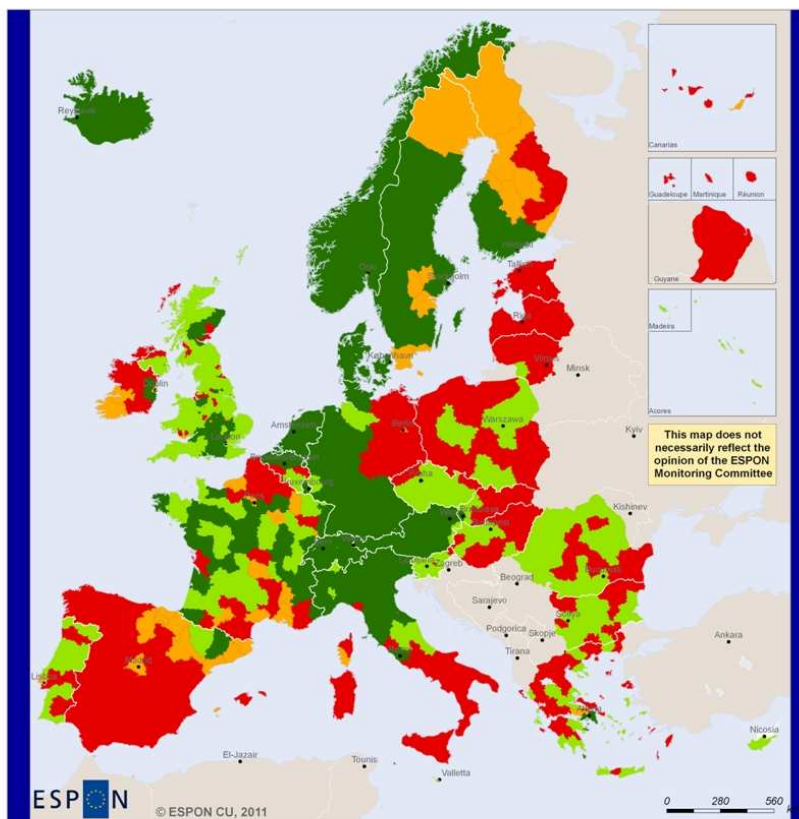 Reykjavik
Canarias
Guadeloupe
Martinique
Réunion
Guyane
Madeira
Acores
Oslo
Stockholm
Helsinki
Tallinn
Riga
Vilnius
Minsk
København
Dublin
London
Amsterdam
Berlin
Warszawa
Kyiv
This map does not
necessarily reflect the
opinion of the ESPON
Monitoring Committee
Luxembourg
Praha
Kishinev
Zagreb
Beograd
Sarajevo
Podgorica
Skopje
Tirana
Sofiya
Ankara
Madrid
Lisboa
El-Jazair
Tounis
Valletta
Nicosia
ESPON
© ESPON CU, 2011
0 280 560